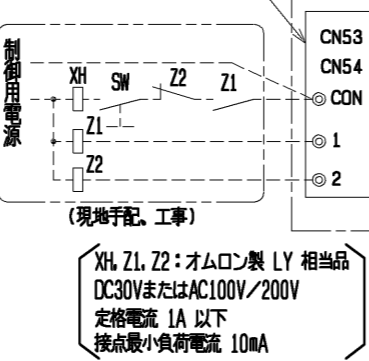 制御用電源
XH
SW
Z2
Z1
Z1
Z2
CN53
CN54
CON
1
2
(現地手配、工事)
XH, Z1, Z2：オムロン製 LY 相当品
DC30VまたはAC100V／200V
定格電流 1A 以下
接点最小負荷電流 10mA